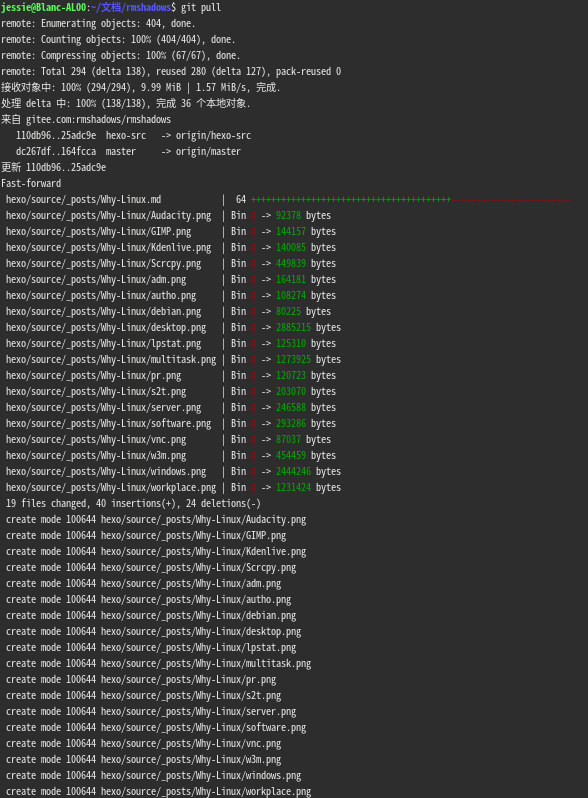 jessie@Blanc-AL00:~/文档/rmshadows$ git pull
remote: Enumerating objects: 404, done.
remote: Counting objects: 100% (404/404), done.
remote: Compressing objects: 100% (67/67), done.
remote: Total 294 (delta 138), reused 280 (delta 127), pack-reused 0
接收对象中: 100% (294/294), 9.99 MiB | 1.57 MiB/s, 完成.
处理 delta 中: 100% (138/138), 完成 36 个本地对象.
来自 gitee.com:rmshadows/rmshadows
110db96..25adc9e hexo-src -> origin/hexo-src
dc267df..164fcca master -> origin/master
更新 110db96..25adc9e
Fast-forward
hexo/source/_posts/Why-Linux.md | 64 ++++++++++++++++++++++++++++++++++++++++------------------------
hexo/source/_posts/Why-Linux/Audacity.png | Bin 0 -> 92378 bytes
hexo/source/_posts/Why-Linux/GIMP.png | Bin 0 -> 144157 bytes
hexo/source/_posts/Why-Linux/Kdenlive.png | Bin 0 -> 140085 bytes
hexo/source/_posts/Why-Linux/Scrcpy.png | Bin 0 -> 449839 bytes
hexo/source/_posts/Why-Linux/adm.png | Bin 0 -> 164181 bytes
hexo/source/_posts/Why-Linux/autho.png | Bin 0 -> 108274 bytes
hexo/source/_posts/Why-Linux/debian.png | Bin 0 -> 80225 bytes
hexo/source/_posts/Why-Linux/desktop.png | Bin 0 -> 2885215 bytes
hexo/source/_posts/Why-Linux/lpstat.png | Bin 0 -> 125310 bytes
hexo/source/_posts/Why-Linux/multitask.png | Bin 0 -> 1273925 bytes
hexo/source/_posts/Why-Linux/pr.png | Bin 0 -> 120723 bytes
hexo/source/_posts/Why-Linux/s2t.png | Bin 0 -> 203070 bytes
hexo/source/_posts/Why-Linux/server.png | Bin 0 -> 246588 bytes
hexo/source/_posts/Why-Linux/software.png | Bin 0 -> 293286 bytes
hexo/source/_posts/Why-Linux/vnc.png | Bin 0 -> 87037 bytes
hexo/source/_posts/Why-Linux/w3m.png | Bin 0 -> 454459 bytes
hexo/source/_posts/Why-Linux/windows.png | Bin 0 -> 2444246 bytes
hexo/source/_posts/Why-Linux/workplace.png | Bin 0 -> 1231424 bytes
19 files changed, 40 insertions(+), 24 deletions(-)
create mode 100644 hexo/source/_posts/Why-Linux/Audacity.png
create mode 100644 hexo/source/_posts/Why-Linux/GIMP.png
create mode 100644 hexo/source/_posts/Why-Linux/Kdenlive.png
create mode 100644 hexo/source/_posts/Why-Linux/Scrcpy.png
create mode 100644 hexo/source/_posts/Why-Linux/adm.png
create mode 100644 hexo/source/_posts/Why-Linux/autho.png
create mode 100644 hexo/source/_posts/Why-Linux/debian.png
create mode 100644 hexo/source/_posts/Why-Linux/desktop.png
create mode 100644 hexo/source/_posts/Why-Linux/lpstat.png
create mode 100644 hexo/source/_posts/Why-Linux/multitask.png
create mode 100644 hexo/source/_posts/Why-Linux/pr.png
create mode 100644 hexo/source/_posts/Why-Linux/s2t.png
create mode 100644 hexo/source/_posts/Why-Linux/server.png
create mode 100644 hexo/source/_posts/Why-Linux/software.png
create mode 100644 hexo/source/_posts/Why-Linux/vnc.png
create mode 100644 hexo/source/_posts/Why-Linux/w3m.png
create mode 100644 hexo/source/_posts/Why-Linux/windows.png
create mode 100644 hexo/source/_posts/Why-Linux/workplace.png